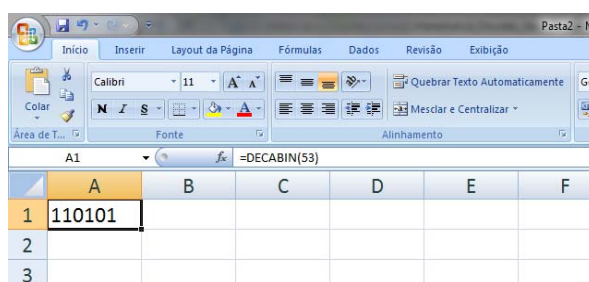 Pasta2 - M
Início Inserir Layout da Página Fórmulas Dados Revisão Exibição
Colar
Calibri 11 A A
Quebrar Texto Automaticamente
N I S A
Mesclar e Centralizar
Área de T... Fonte Alinhamento
A1 fx =DECABIN(53)
A B C D E F
1 110101
2
3